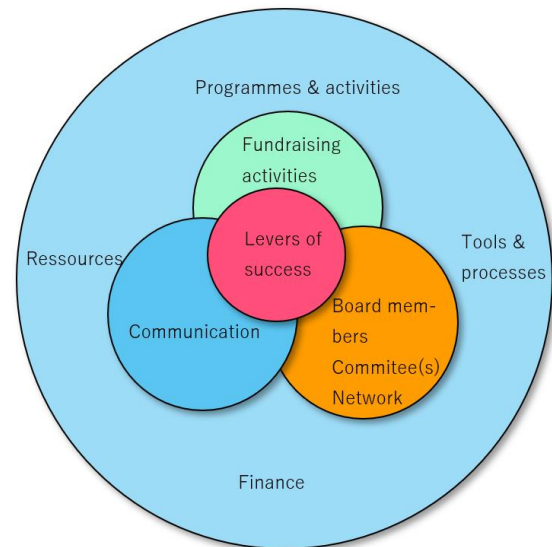 Programmes & activities
Fundraising
activities
Levers of
success
Ressources
Tools &
processes
Communication
Board mem-
bers
Commitee(s)
Network
Finance